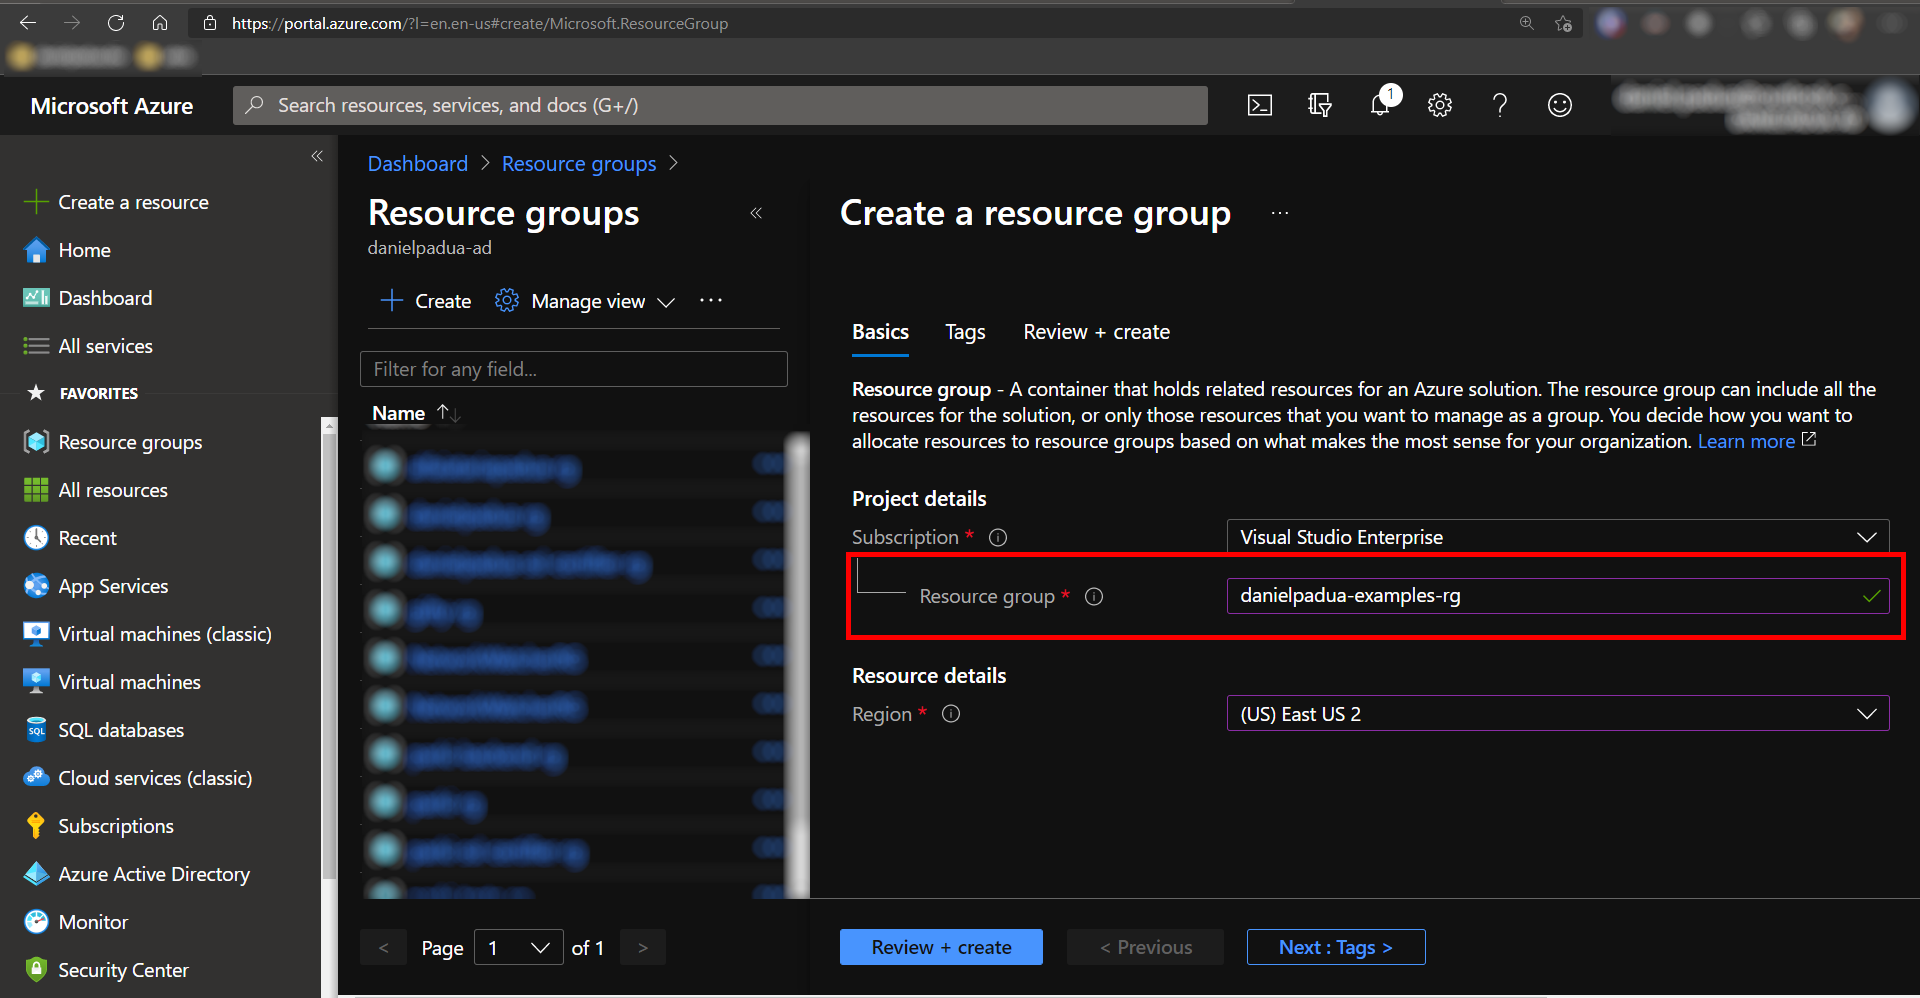 https://portal.azure.com/?l=en.en-us#create/Microsoft.ResourceGroup
Microsoft Azure
Search resources, services, and docs (G+/)
1
Create a resource
Home
Dashboard
All services
FAVORITES
Resource groups
All resources
Recent
App Services
Virtual machines (classic)
Virtual machines
SQL databases
Cloud services (classic)
Subscriptions
Azure Active Directory
Monitor
Security Center
Dashboard > Resource groups >
Resource groups
danielpadua-ad
Create
Manage view
Filter for any field...
Name
< Page 1 of 1 >
Create a resource group
Basics Tags Review + create
Resource group - A container that holds related resources for an Azure solution. The resource group can include all the
resources for the solution, or only those resources that you want to manage as a group. You decide how you want to
allocate resources to resource groups based on what makes the most sense for your organization. Learn more
Project details
Subscription * Visual Studio Enterprise
Resource group * danielpadua-examples-rg
Resource details
Region * (US) East US 2
Review + create
< Previous
Next : Tags >